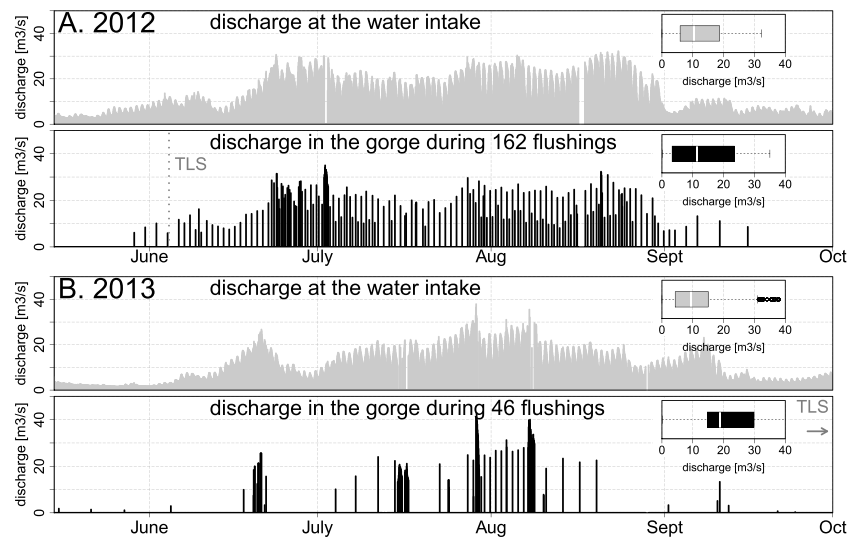 A. 2012
discharge at the water intake
discharge [m3/s]
40
20
0
0 10 20 30 40
discharge [m3/s]
discharge in the gorge during 162 flushings
discharge [m3/s]
40
20
0
TLS
0 10 20 30 40
discharge [m3/s]
June July Aug Sept Oct
B. 2013
discharge at the water intake
discharge [m3/s]
40
20
0
0 10 20 30 40
discharge [m3/s]
discharge in the gorge during 46 flushings
discharge [m3/s]
40
20
0
0 10 20 30 40
discharge [m3/s]
TLS
→
June July Aug Sept Oct